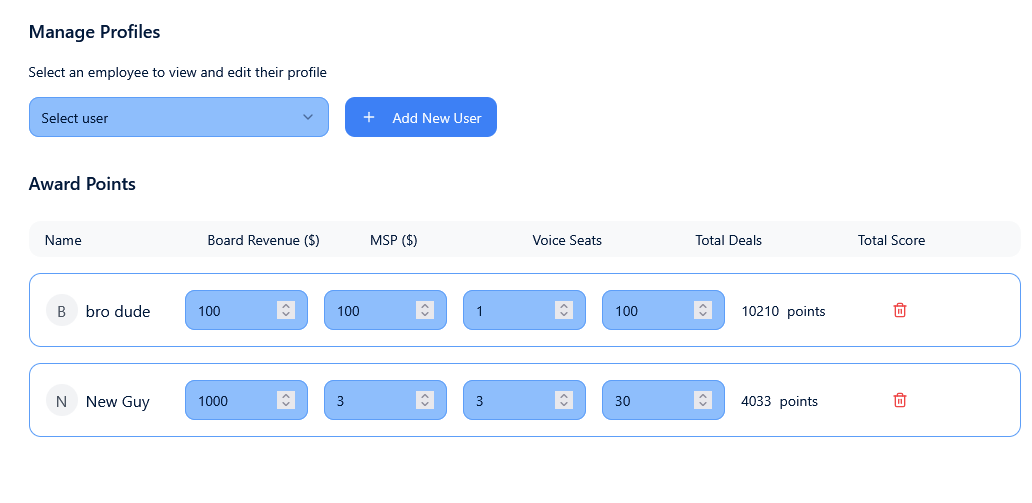 Manage Profiles
Select an employee to view and edit their profile
Select user
Add New User
Award Points
Name Board Revenue ($) MSP ($) Voice Seats Total Deals Total Score
B bro dude 100 100 1 100 10210 points
N New Guy 1000 3 3 30 4033 points